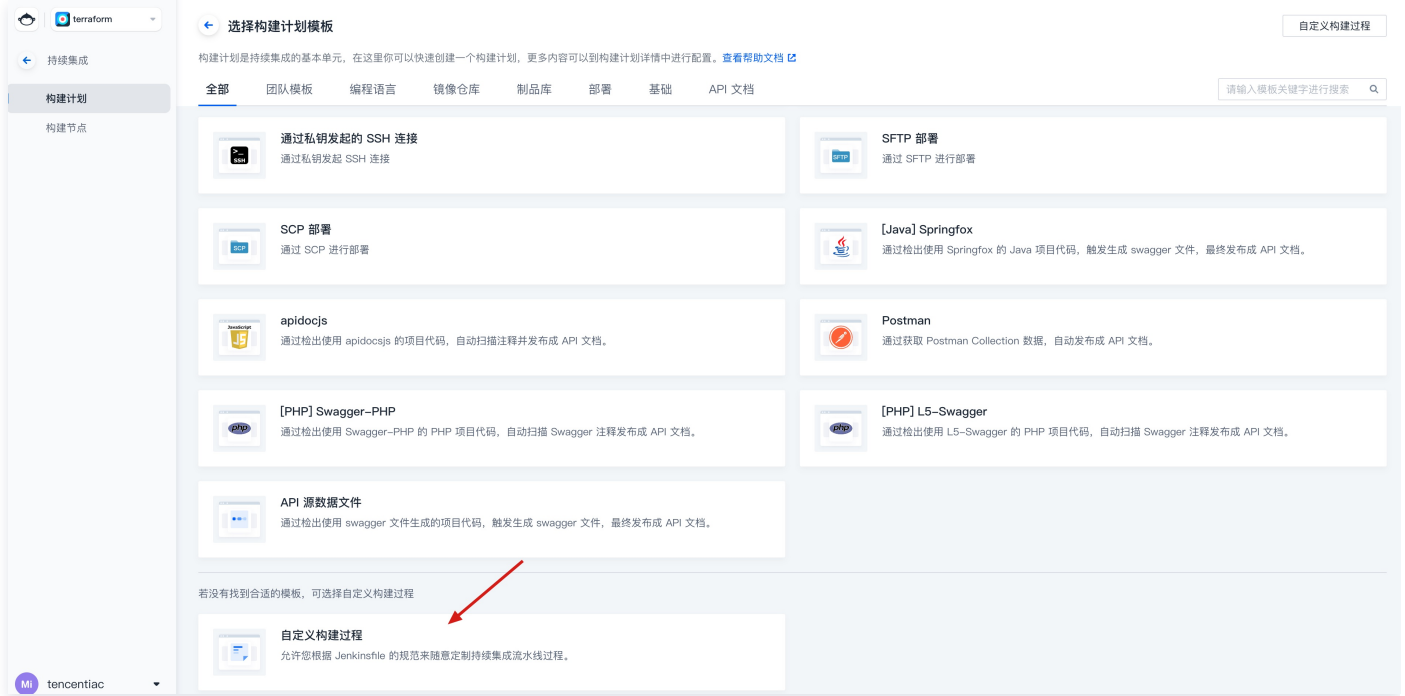 terraform
选择构建计划模板
自定义构建过程
持续集成
构建计划是持续集成的基本单元，在这里你可以快速创建一个构建计划，更多内容可以到构建计划详情中进行配置。查看帮助文档
全部 团队模板 编程语言 镜像仓库 制品库 部署 基础 API 文档
请输入模板关键字进行搜索
构建计划
构建节点
通过私钥发起的 SSH 连接
通过私钥发起 SSH 连接
SSH
SFTP 部署
通过 SFTP 进行部署
SFTP
SCP 部署
通过 SCP 进行部署
SCP
[Java] Springfox
通过检出使用 Springfox 的 Java 项目代码，触发生成 swagger 文件，最终发布成 API 文档。
apidocjs
通过检出使用 apidocsjs 的项目代码，自动扫描注释并发布成 API 文档。
JavaScript
JS
Postman
通过获取 Postman Collection 数据，自动发布成 API 文档。
[PHP] Swagger-PHP
通过检出使用 Swagger-PHP 的 PHP 项目代码，自动扫描 Swagger 注释发布成 API 文档。
php
[PHP] L5-Swagger
通过检出使用 L5-Swagger 的 PHP 项目代码，自动扫描 Swagger 注释发布成 API 文档。
php
API 源数据文件
通过检出使用 swagger 文件生成的项目代码，触发生成 swagger 文件，最终发布成 API 文档。
若没有找到合适的模板，可选择自定义构建过程
自定义构建过程
允许您根据 Jenkinsfile 的规范来随意定制持续集成流水线过程。
Mi tencentiac